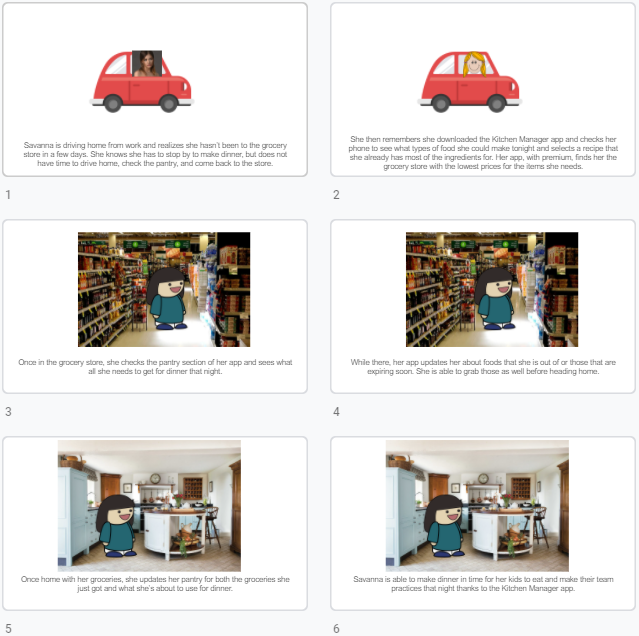 Savanna is driving home from work and realizes she hasn't been to the grocery
store in a few days. She knows she has to stop by to make dinner, but does not
have time to drive home, check the pantry, and come back to the store.
1
She then remembers she downloaded the Kitchen Manager app and checks her
phone to see what types of food she could make tonight and selects a recipe that
she already has most of the ingredients for. Her app, with premium, finds her the
grocery store with the lowest prices for the items she needs.
2
Once in the grocery store, she checks the pantry section of her app and sees what
all she needs to get for dinner that night.
3
While there, her app updates her about foods that she is out of or those that are
expiring soon. She is able to grab those as well before heading home.
4
Once home with her groceries, she updates her pantry for both the groceries she
just got and what she's about to use for dinner.
5
Savanna is able to make dinner in time for her kids to eat and make their team
practices that night thanks to the Kitchen Manager app.
6